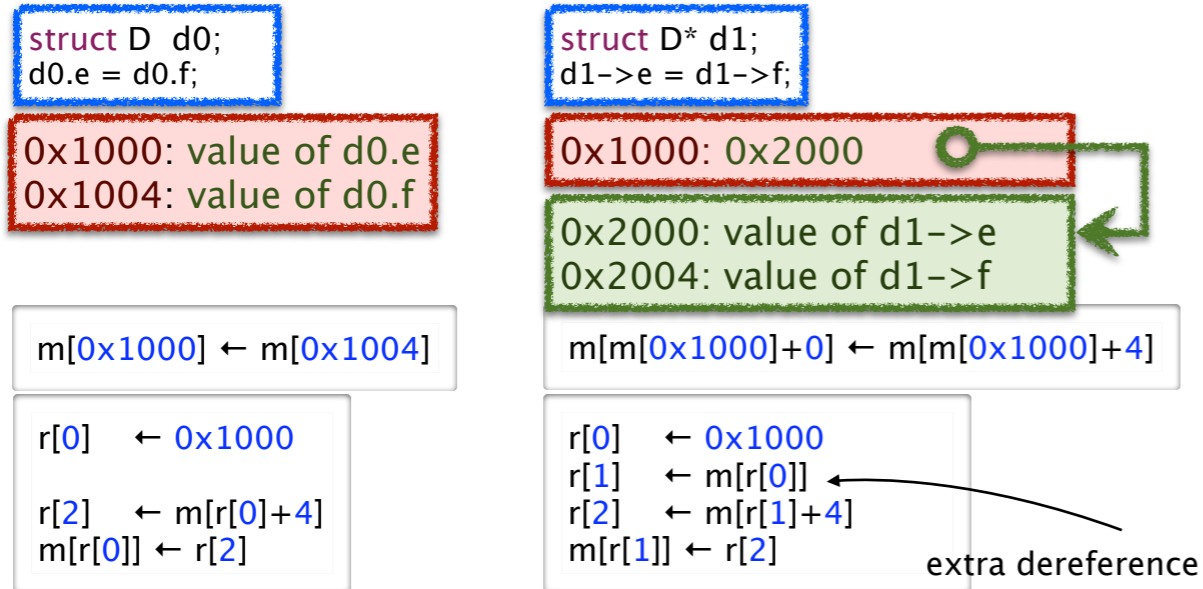 struct D  d0;
d0.e = d0.f;
0x1000: value of d0.e
0x1004: value of d0.f
m[0x1000] ← m[0x1004]
r[0]   ← 0x1000
r[2]   ← m[r[0]+4]
m[r[0]] ← r[2]
struct D* d1;
d1->e = d1->f;
0x1000: 0x2000
0x2000: value of d1->e
0x2004: value of d1->f
m[m[0x1000]+0] ← m[m[0x1000]+4]
r[0]   ← 0x1000
r[1]   ← m[r[0]]
r[2]   ← m[r[1]+4]
m[r[1]] ← r[2]
extra dereference